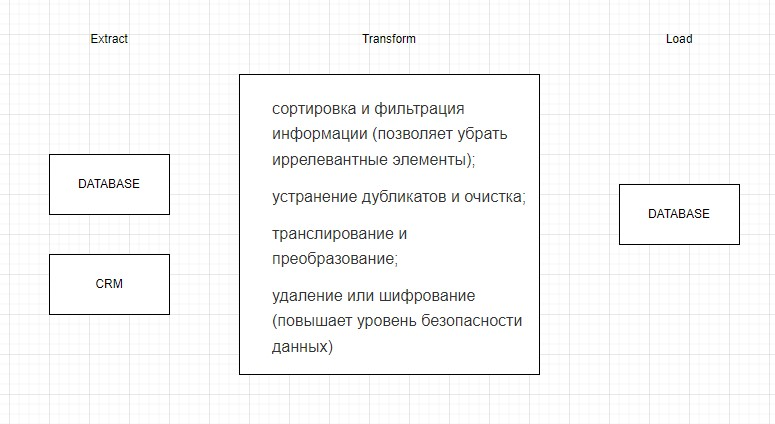 Extract
Transform
Load
DATABASE
CRM
сортировка и фильтрация
информации (позволяет убрать
иррелевантные элементы);
устранение дубликатов и очистка;
транслирование и
преобразование;
удаление или шифрование
(повышает уровень безопасности
данных)
DATABASE